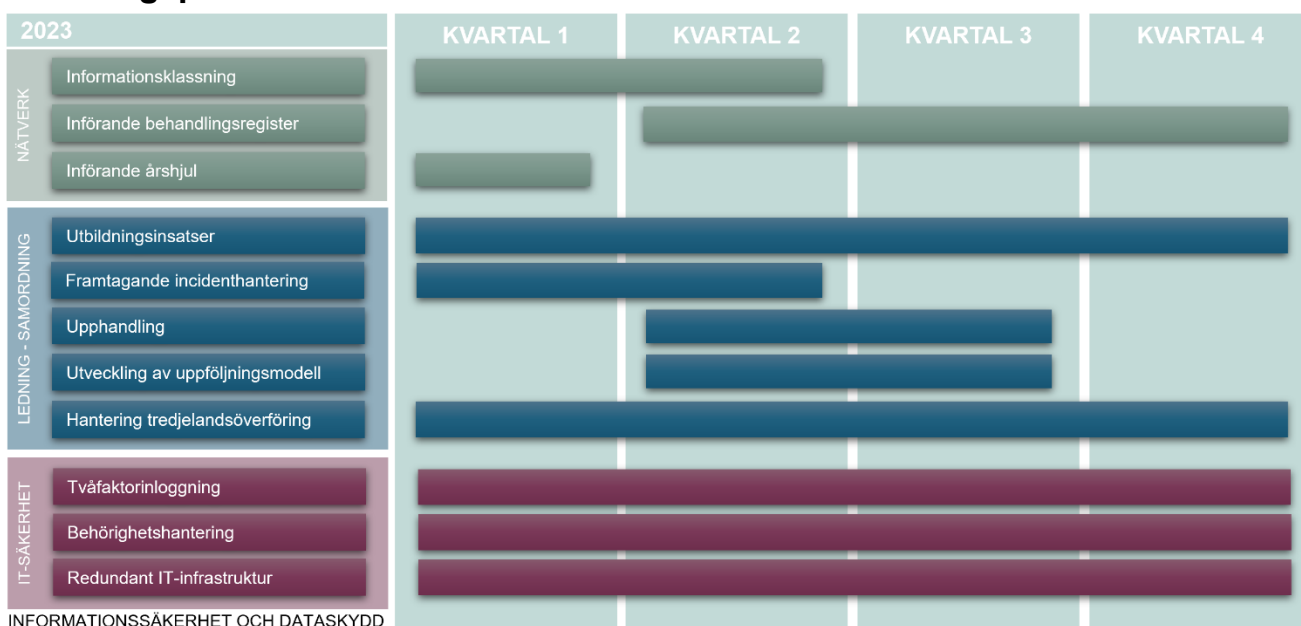 2023
KVARTAL 1
KVARTAL 2
KVARTAL 3
KVARTAL 4
NÄTVERK
Informationsklassning
Införande behandlingsregister
Införande årshjul
LEDNING - SAMORDNING
Utbildningsinsatser
Framtagande incidenthantering
Upphandling
Utveckling av uppföljningsmodell
Hantering tredjelandsöverföring
IT-SÄKERHET
Tvåfaktorinloggning
Behörighetshantering
Redundant IT-infrastruktur
INFORMATIONSSÄKERHET OCH DATASKYDD